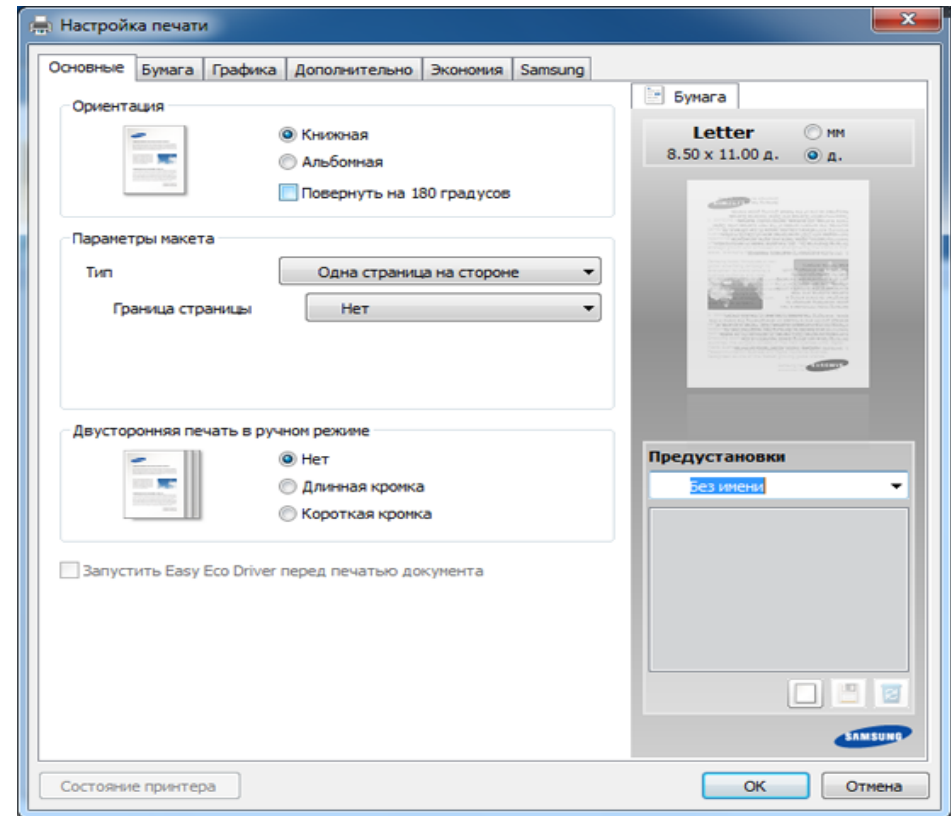 Настройка печати
Основные Бумага Графика Дополнительно Экономия Samsung
Ориентация
Книжная
Альбомная
Повернуть на 180 градусов
Параметры макета
Тип Одна страница на стороне
Граница страницы Нет
Двусторонняя печать в ручном режиме
Нет
Длинная кромка
Короткая кромка
Запустить Easy Eco Driver перед печатью документа
Бумага
Letter мм
8.50 x 11.00 д. д.
Предустановки
Без имени
SAMSUNG
Состояние принтера OK Отмена